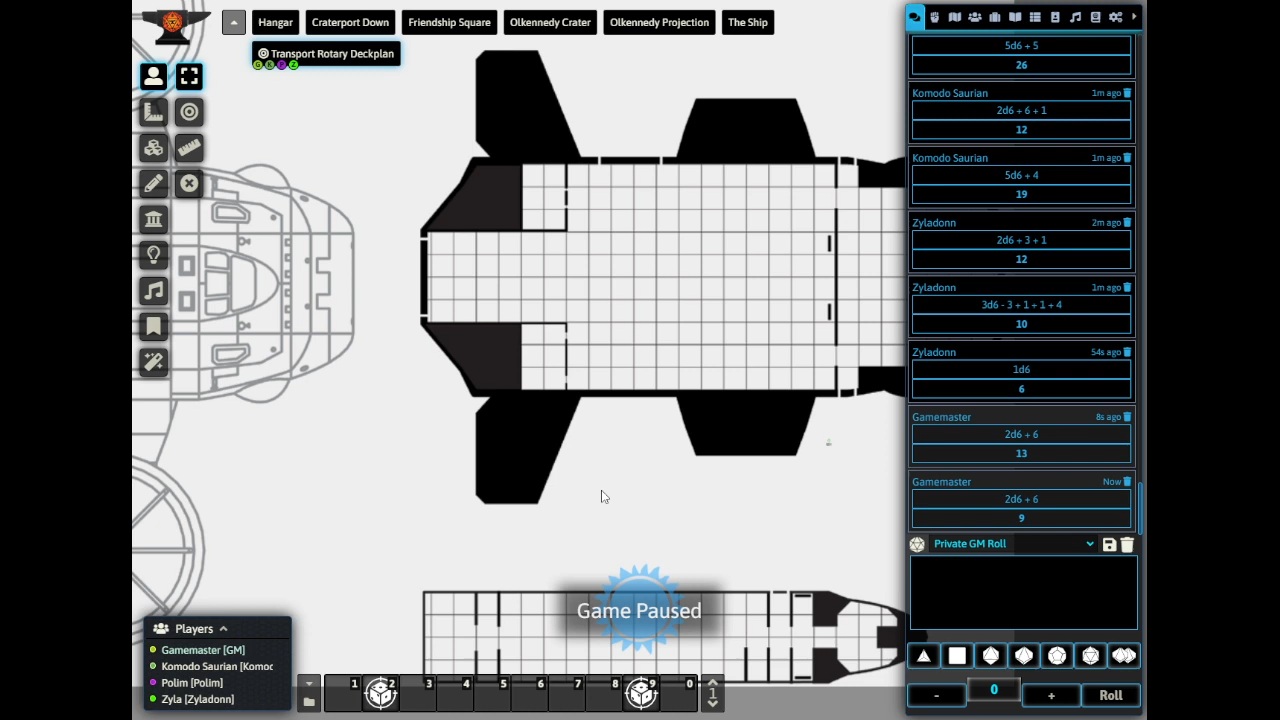 Hangar
Craterport Down
Friendship Square
Olkennedy Crater
Olkennedy Projection
The Ship
Transport Rotary Deckplan
G K P Z
5d6 + 5
26
Komodo Saurian 1m ago
2d6 + 6 + 1
12
Komodo Saurian 1m ago
5d6 + 4
19
Zyladonn 2m ago
2d6 + 3 + 1
12
Zyladonn 1m ago
3d6 - 3 + 1 + 1 + 4
10
Zyladonn 54s ago
1d6
6
Gamemaster 8s ago
2d6 + 6
13
Gamemaster Now
2d6 + 6
9
Private GM Roll
Game Paused
Players
Gamemaster [GM]
Komodo Saurian [Komoc
Polim [Polim]
Zyla [Zyladonn]
1 2 3 4 5 6 7 8 9 0
1
- 0 + Roll